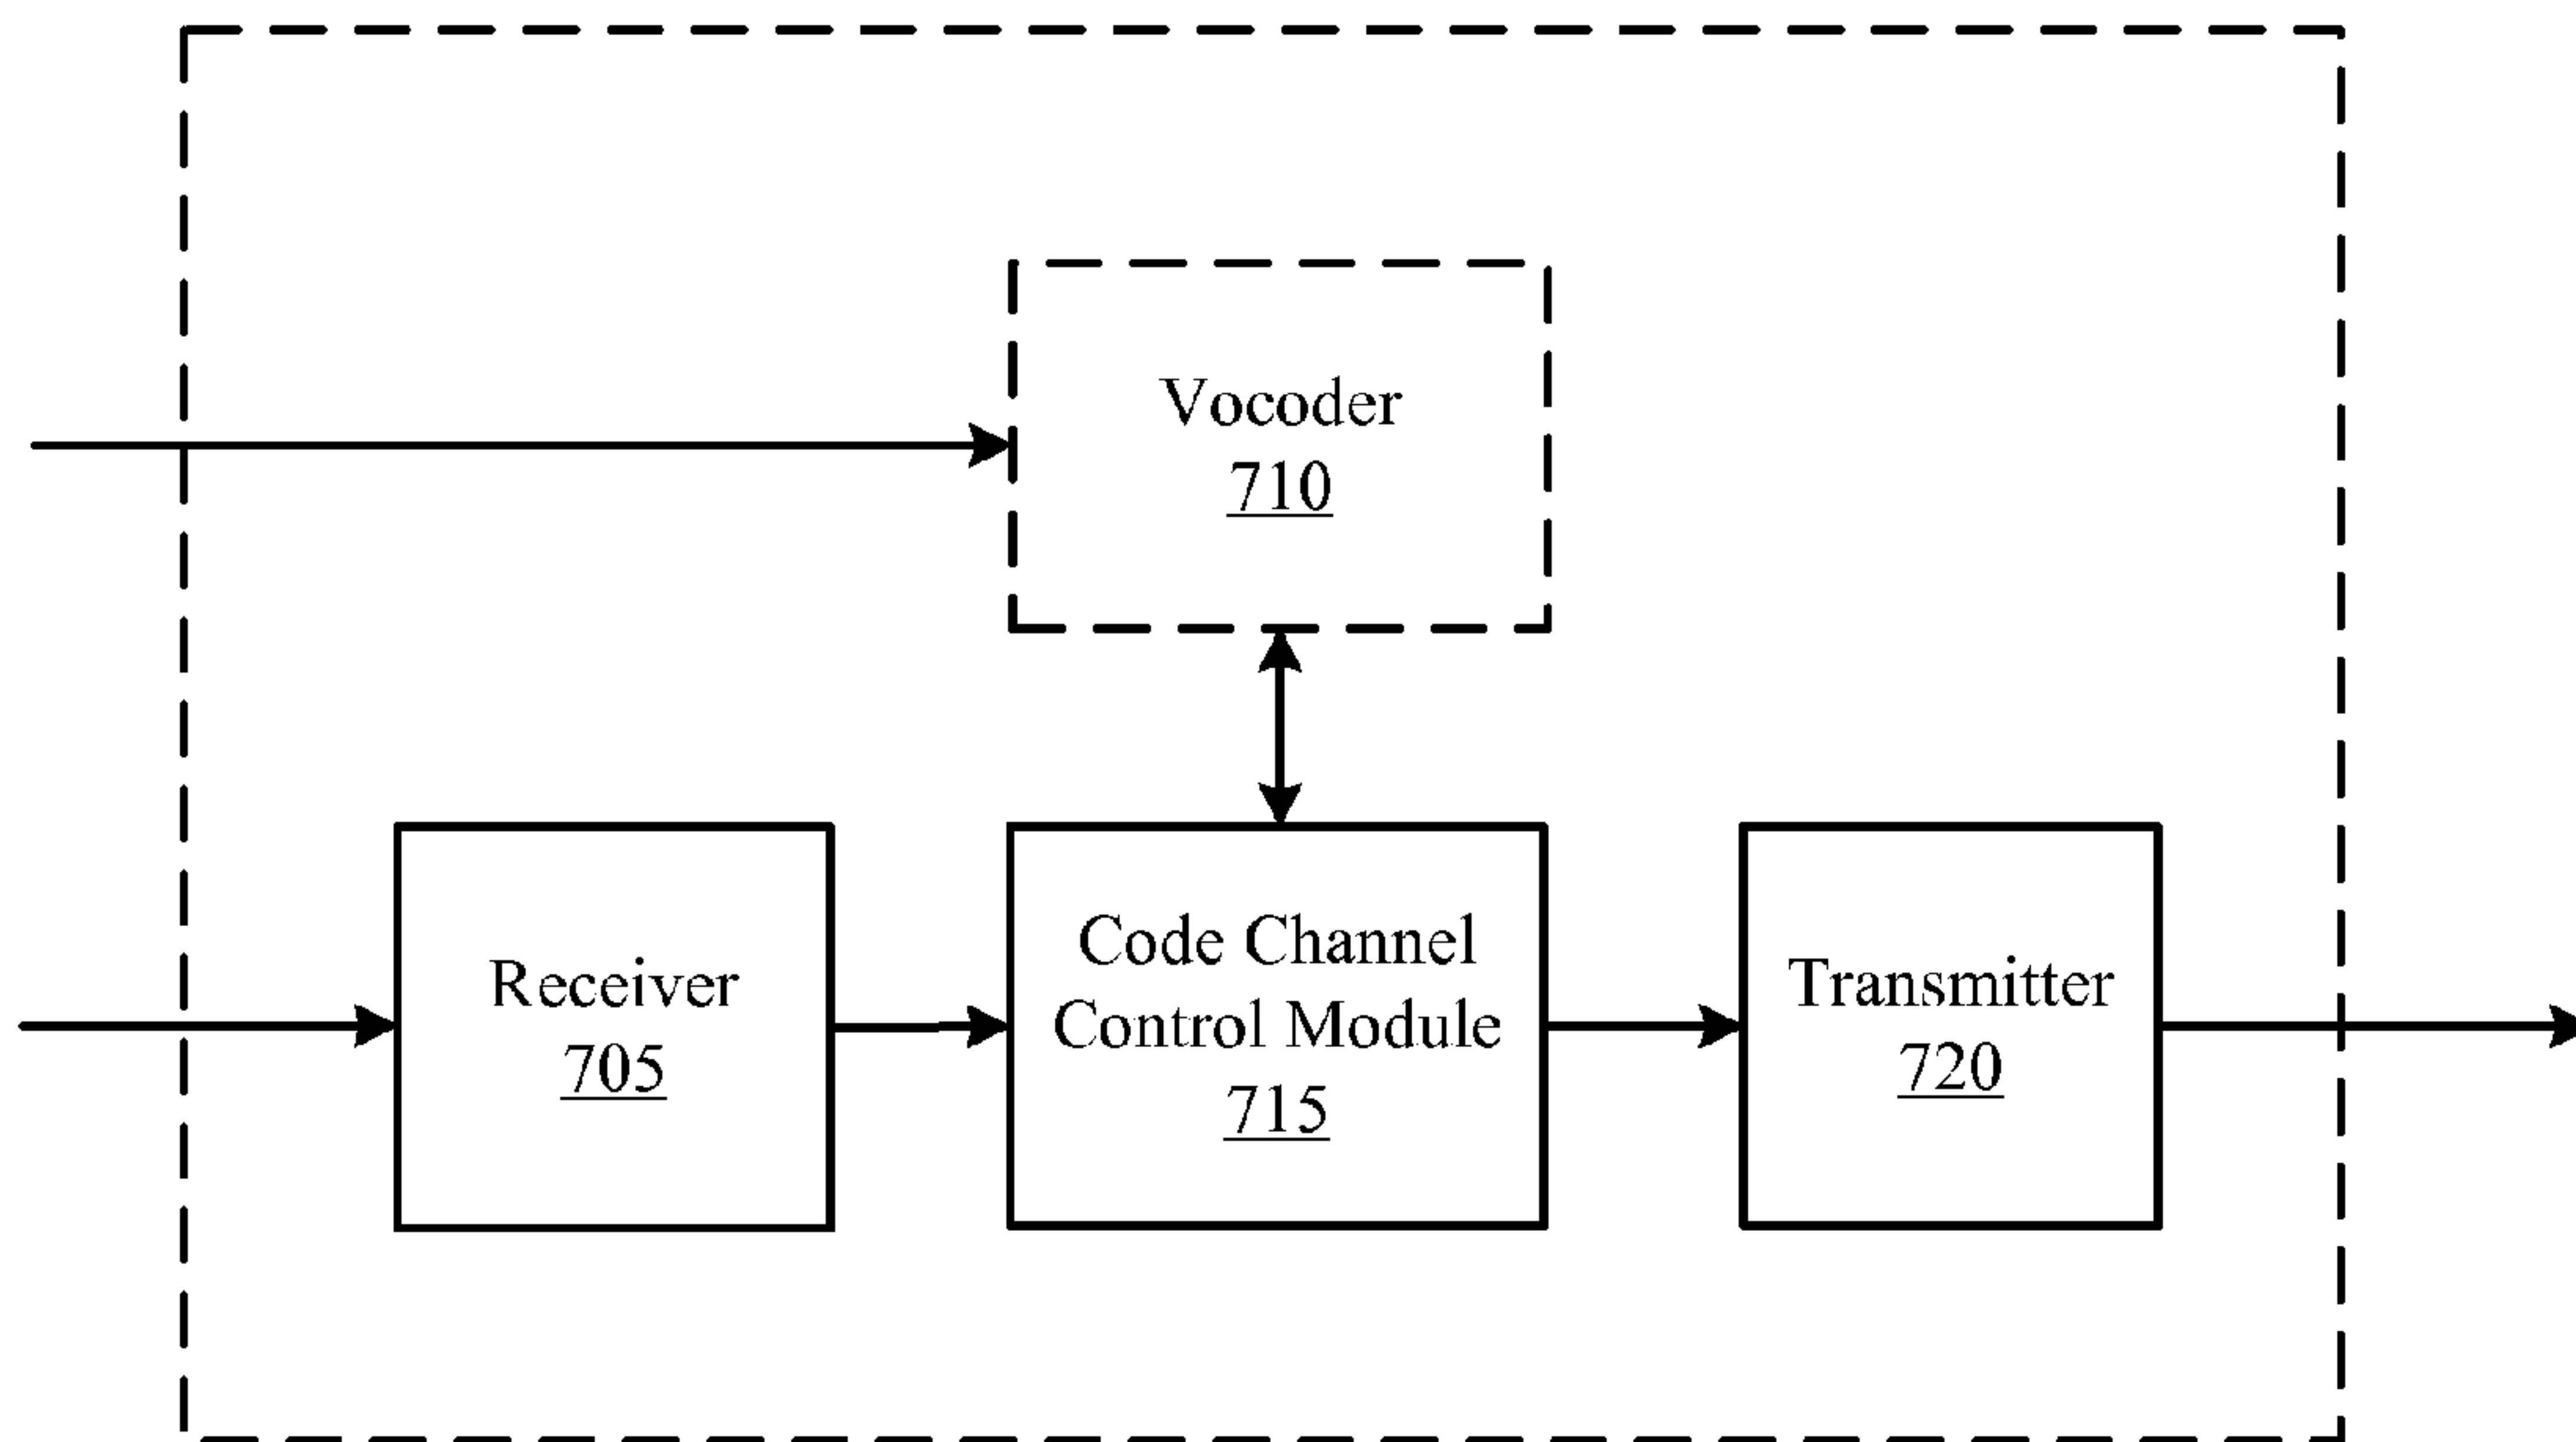 Vocoder
710
Receiver
705
Code Channel
Control Module
715
Transmitter
720